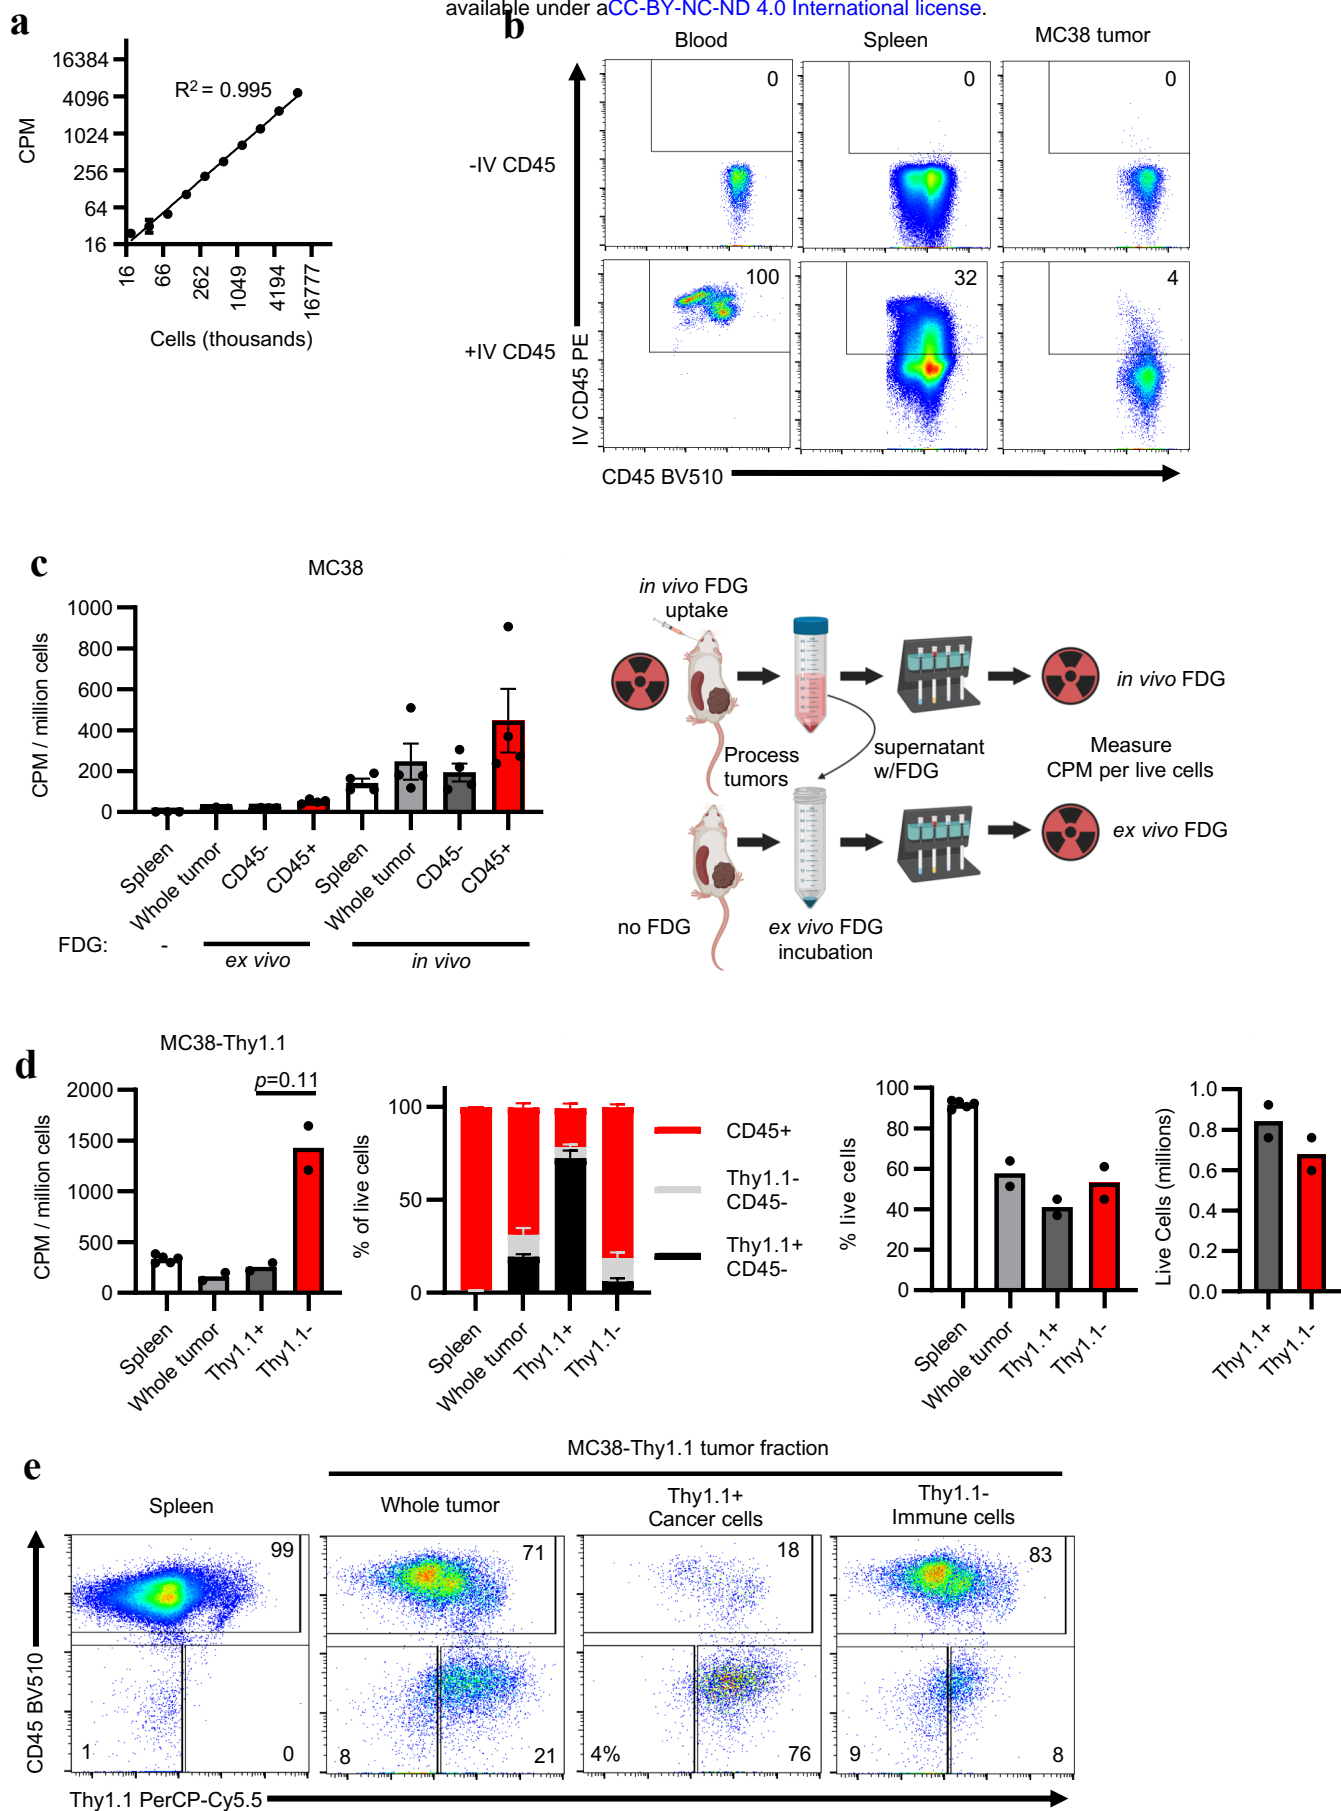 available under aCC-BY-NC-ND 4.0 International license.
a
R² = 0.995
CPM
16384
4096
1024
256
64
16
16
66
262
1049
4194
16777
Cells (thousands)
b
Blood
Spleen
MC38 tumor
-IV CD45
0
0
0
+IV CD45
100
32
4
IV CD45 PE
CD45 BV510
c
MC38
CPM / million cells
1000
800
600
400
200
0
Spleen
Whole tumor
CD45-
CD45+
Spleen
Whole tumor
CD45-
CD45+
FDG:
-
ex vivo
in vivo
in vivo FDG
uptake
Process
tumors
supernatant
w/FDG
in vivo FDG
Measure
CPM per live cells
no FDG
ex vivo FDG
incubation
ex vivo FDG
d
MC38-Thy1.1
p=0.11
CPM / million cells
2000
1500
1000
500
0
Spleen
Whole tumor
Thy1.1+
Thy1.1-
% of live cells
100
50
0
Spleen
Whole tumor
Thy1.1+
Thy1.1-
CD45+
Thy1.1-
CD45-
Thy1.1+
CD45-
% live cells
100
80
60
40
20
0
Spleen
Whole tumor
Thy1.1+
Thy1.1-
Live Cells (millions)
1.0
0.8
0.6
0.4
0.2
0.0
Thy1.1+
Thy1.1-
e
MC38-Thy1.1 tumor fraction
Spleen
Whole tumor
Thy1.1+
Cancer cells
Thy1.1-
Immune cells
99
71
18
83
1
0
8
21
4%
76
9
8
CD45 BV510
Thy1.1 PerCP-Cy5.5